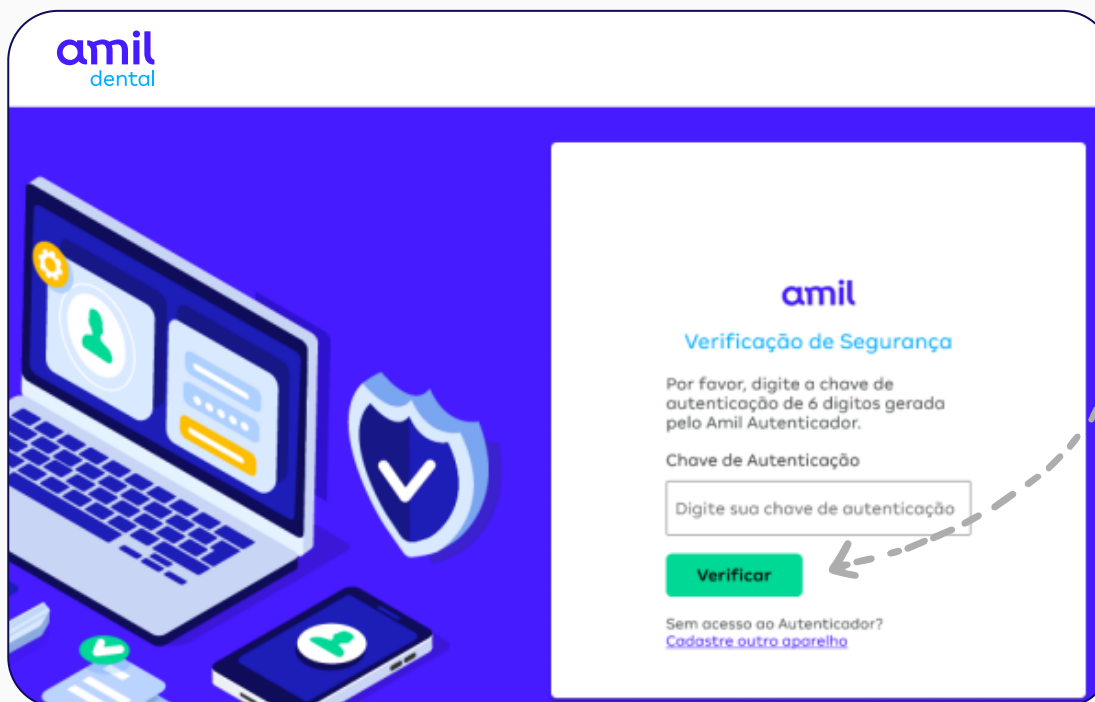 amil
dental
amil
Verificação de Segurança
Por favor, digite a chave de
autenticação de 6 digitos gerada
pelo Amil Autenticador.
Chave de Autenticação
Digite sua chave de autenticação
Verificar
Sem acesso ao Autenticador?
Cadastre outro aparelho